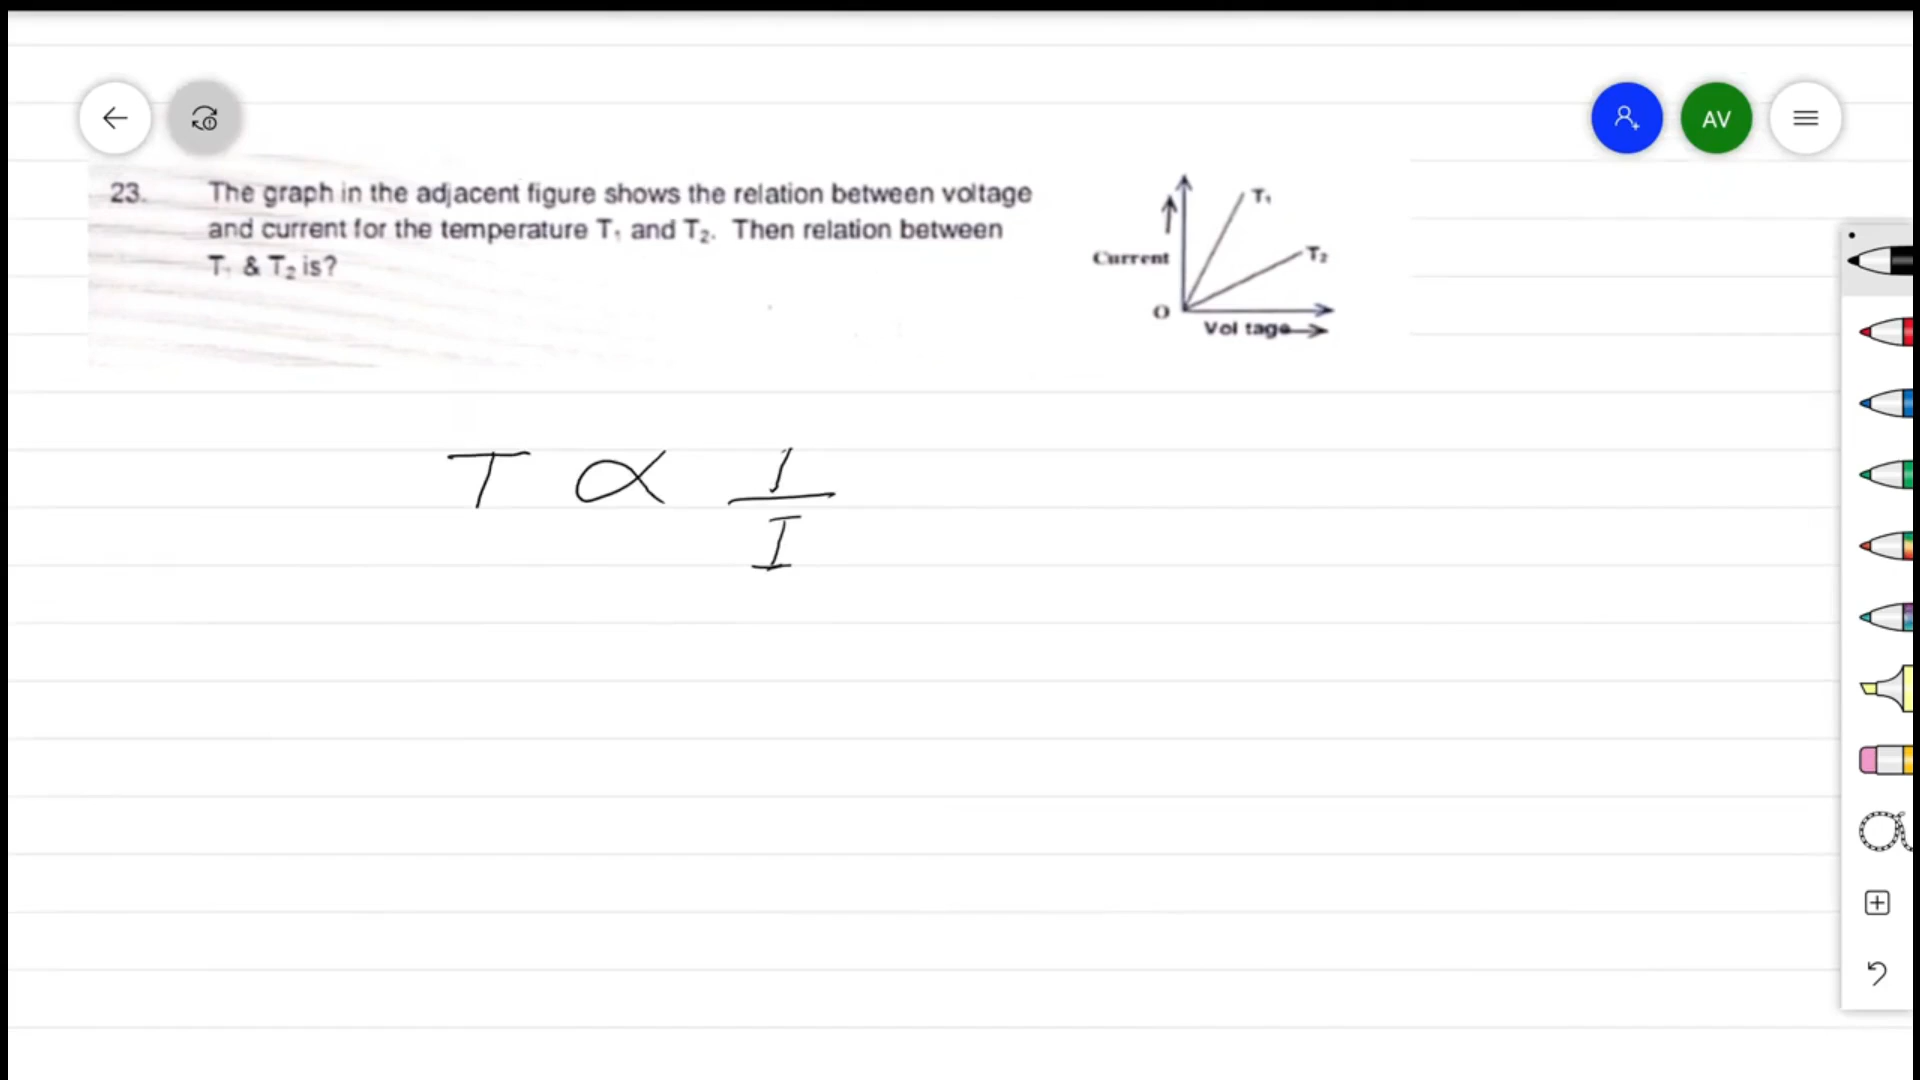 AV
23. The graph in the adjacent figure shows the relation between voltage
and current for the temperature T₁ and T₂. Then relation between
T₁ & T₂ is?
T₁
T₂
Current
O
Vol tage
T ∝ 1/I